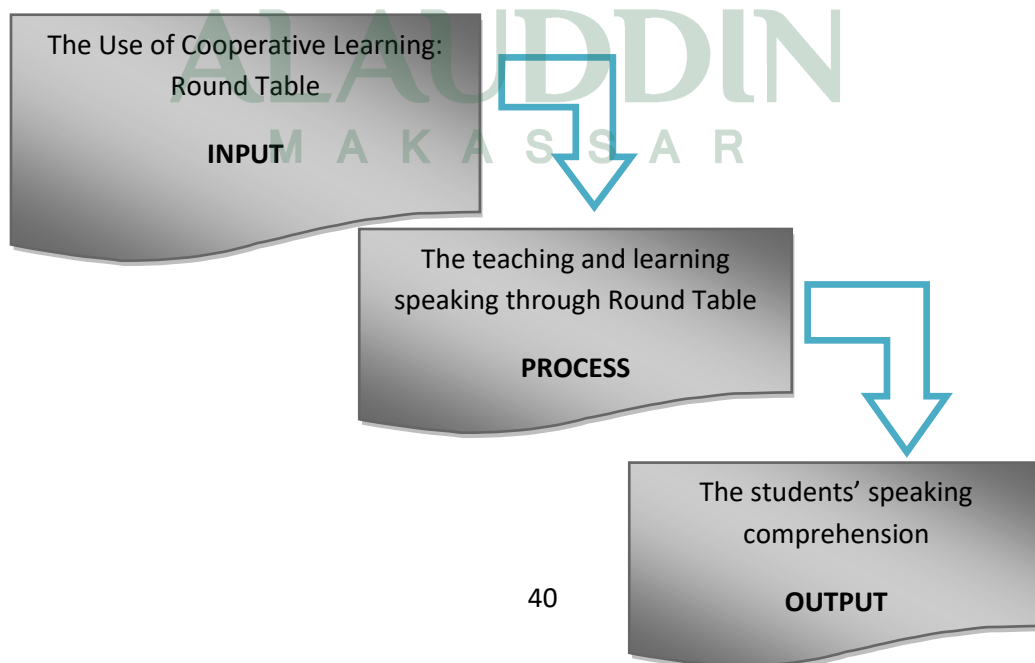 ALAUDDIN
MAKASSAR
The Use of Cooperative Learning:
Round Table
INPUT
The teaching and learning
speaking through Round Table
PROCESS
The students’ speaking
comprehension
OUTPUT
40